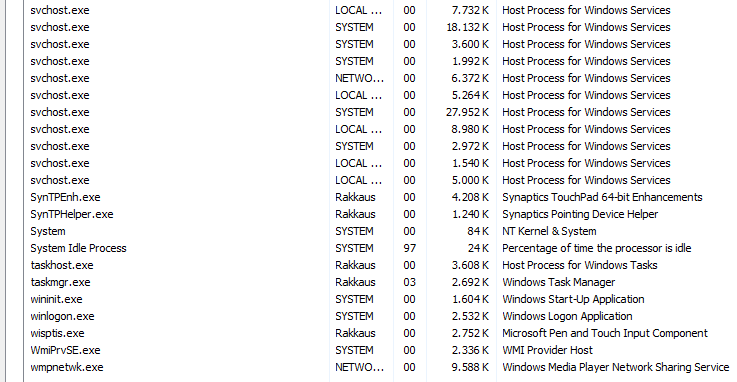 svchost.exe LOCAL ... 00 7.732 K Host Process for Windows Services
svchost.exe SYSTEM 00 18.132 K Host Process for Windows Services
svchost.exe SYSTEM 00 3.600 K Host Process for Windows Services
svchost.exe SYSTEM 00 1.992 K Host Process for Windows Services
svchost.exe NETWO... 00 6.372 K Host Process for Windows Services
svchost.exe LOCAL ... 00 5.264 K Host Process for Windows Services
svchost.exe SYSTEM 00 27.952 K Host Process for Windows Services
svchost.exe LOCAL ... 00 8.980 K Host Process for Windows Services
svchost.exe SYSTEM 00 2.972 K Host Process for Windows Services
svchost.exe LOCAL ... 00 1.540 K Host Process for Windows Services
svchost.exe LOCAL ... 00 5.000 K Host Process for Windows Services
SynTPEnh.exe Rakkaus 00 4.208 K Synaptics TouchPad 64-bit Enhancements
SynTPHelper.exe Rakkaus 00 1.240 K Synaptics Pointing Device Helper
System SYSTEM 00 84 K NT Kernel & System
System Idle Process SYSTEM 97 24 K Percentage of time the processor is idle
taskhost.exe Rakkaus 00 3.608 K Host Process for Windows Tasks
taskmgr.exe Rakkaus 03 2.692 K Windows Task Manager
wininit.exe SYSTEM 00 1.604 K Windows Start-Up Application
winlogon.exe SYSTEM 00 2.532 K Windows Logon Application
wisptis.exe Rakkaus 00 2.752 K Microsoft Pen and Touch Input Component
WmiPrvSE.exe SYSTEM 00 2.336 K WMI Provider Host
wmpnetwk.exe NETWO... 00 9.588 K Windows Media Player Network Sharing Service